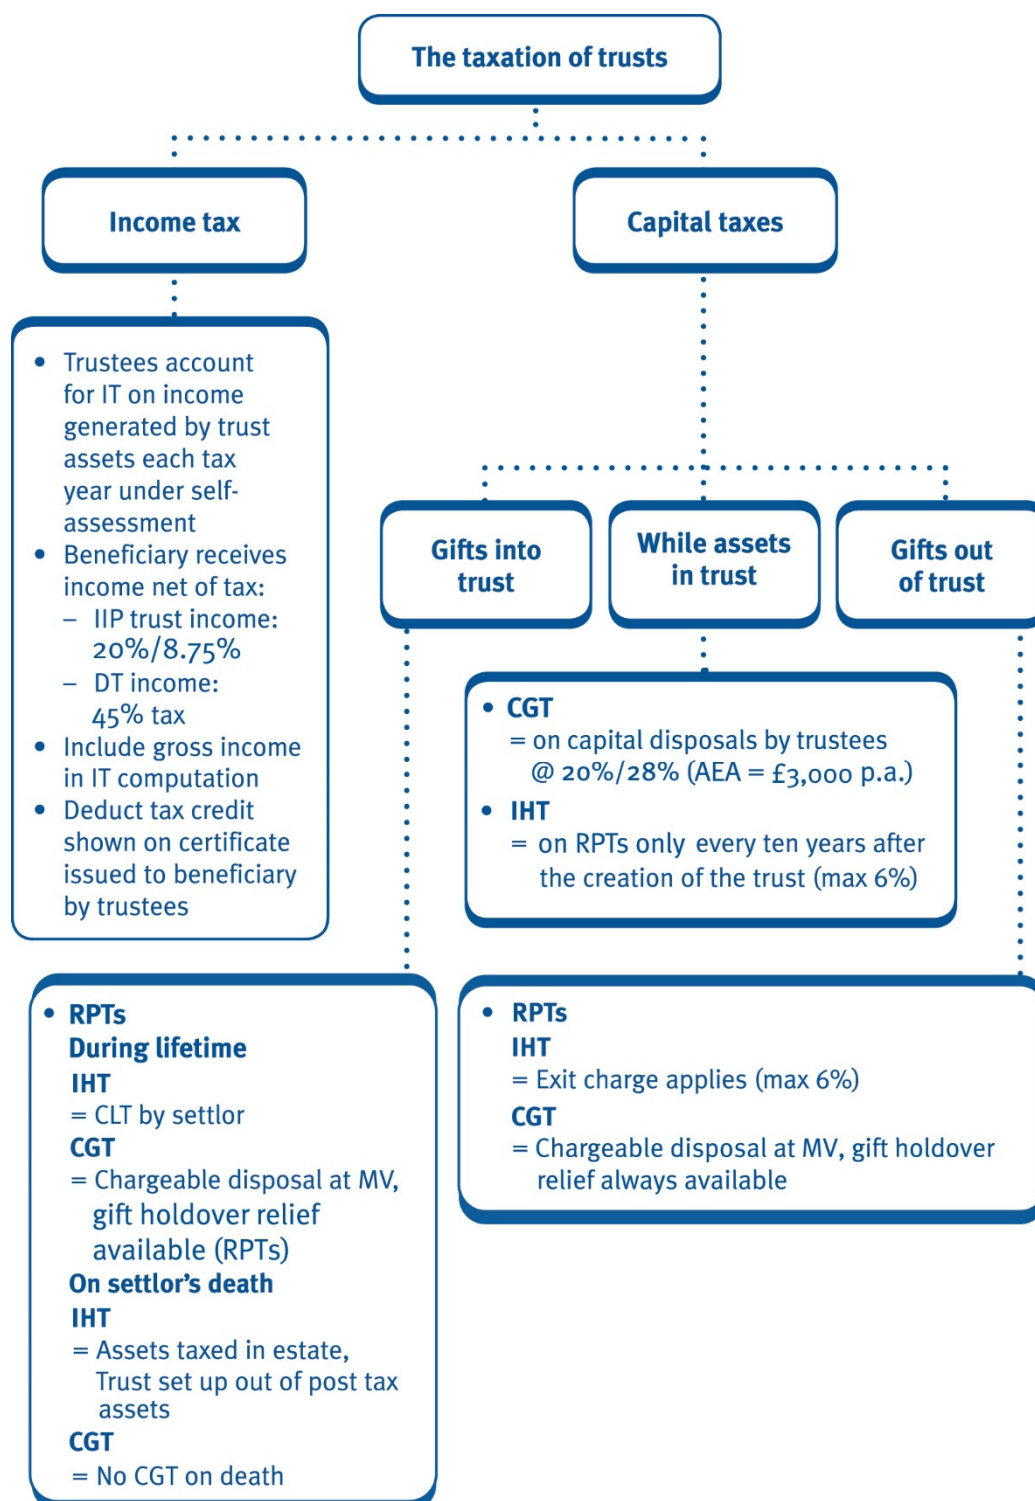 The taxation of trusts
Income tax
Capital taxes
• Trustees account
for IT on income
generated by trust
assets each tax
year under self-
assessment
• Beneficiary receives
income net of tax:
– IIP trust income:
20%/8.75%
– DT income:
45% tax
• Include gross income
in IT computation
• Deduct tax credit
shown on certificate
issued to beneficiary
by trustees
Gifts into
trust
While assets
in trust
Gifts out
of trust
• CGT
= on capital disposals by trustees
@ 20%/28% (AEA = £3,000 p.a.)
• IHT
= on RPTs only every ten years after
the creation of the trust (max 6%)
• RPTs
During lifetime
IHT
= CLT by settlor
CGT
= Chargeable disposal at MV,
gift holdover relief
available (RPTs)
On settlor’s death
IHT
= Assets taxed in estate,
Trust set up out of post tax
assets
CGT
= No CGT on death
• RPTs
IHT
= Exit charge applies (max 6%)
CGT
= Chargeable disposal at MV, gift holdover
relief always available